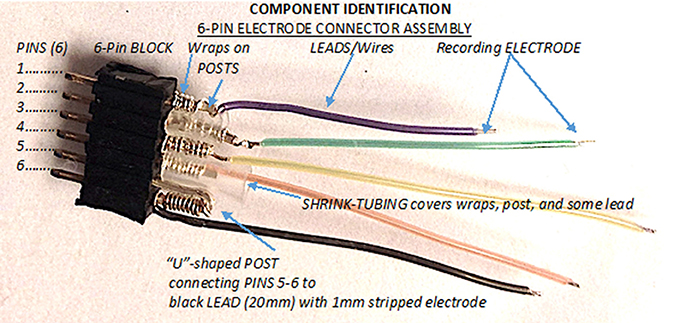 COMPONENT IDENTIFICATION
6-PIN ELECTRODE CONNECTOR ASSEMBLY
PINS (6) 6-Pin BLOCK Wraps on LEADS/Wires Recording ELECTRODE
POSTS
1..........
2.........
3.........
4.........
5.........
6.......
SHRINK-TUBING covers wraps, post, and some lead
“U”-shaped POST
connecting PINS 5-6 to
black LEAD (20mm) with 1mm stripped electrode